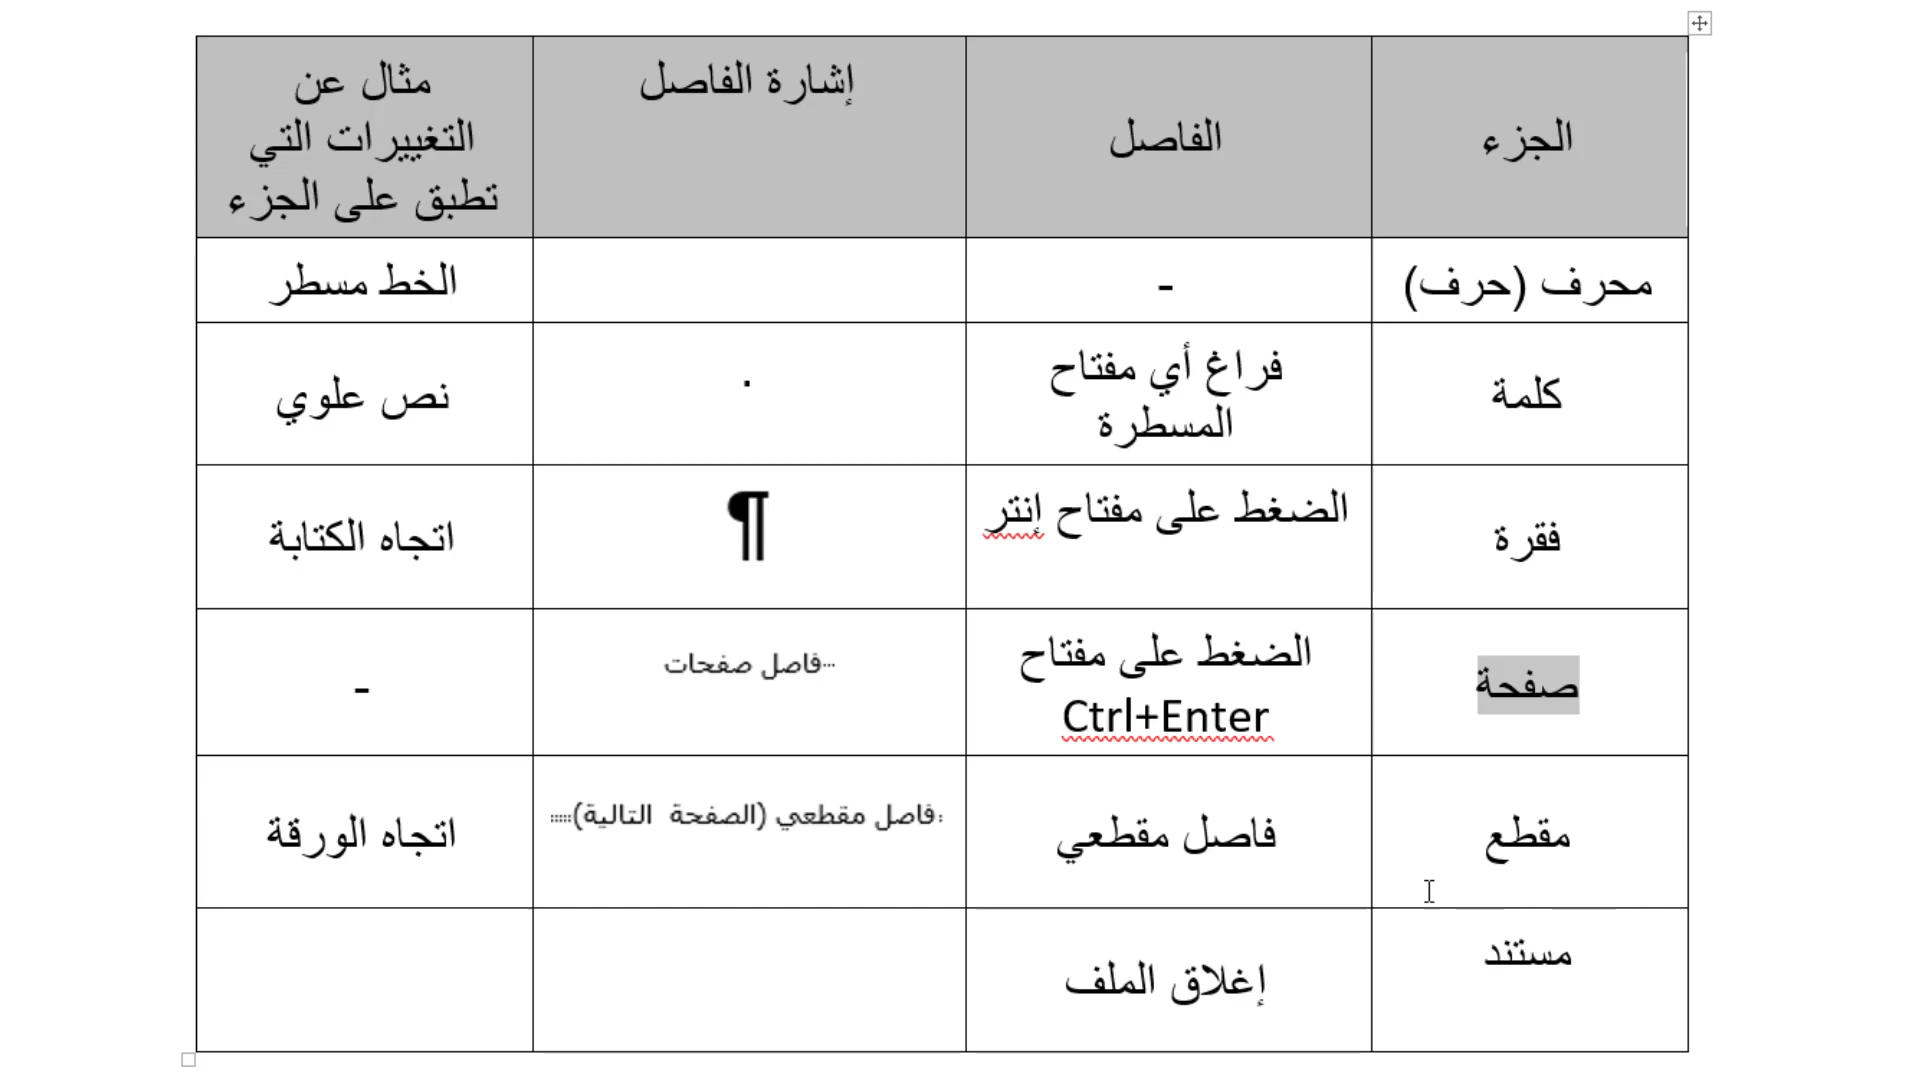 الجزء
الفاصل
إشارة الفاصل
مثال عن
التغييرات التي
تطبق على الجزء
محرف (حرف)
-
الخط مسطر
كلمة
فراغ أي مفتاح
المسطرة
.
نص علوي
فقرة
الضغط على مفتاح إنتر
¶
اتجاه الكتابة
صفحة
الضغط على مفتاح
Ctrl+Enter
...فاصل صفحات
-
مقطع
فاصل مقطعي
:فاصل مقطعي (الصفحة التالية):::::
اتجاه الورقة
مستند
إغلاق الملف